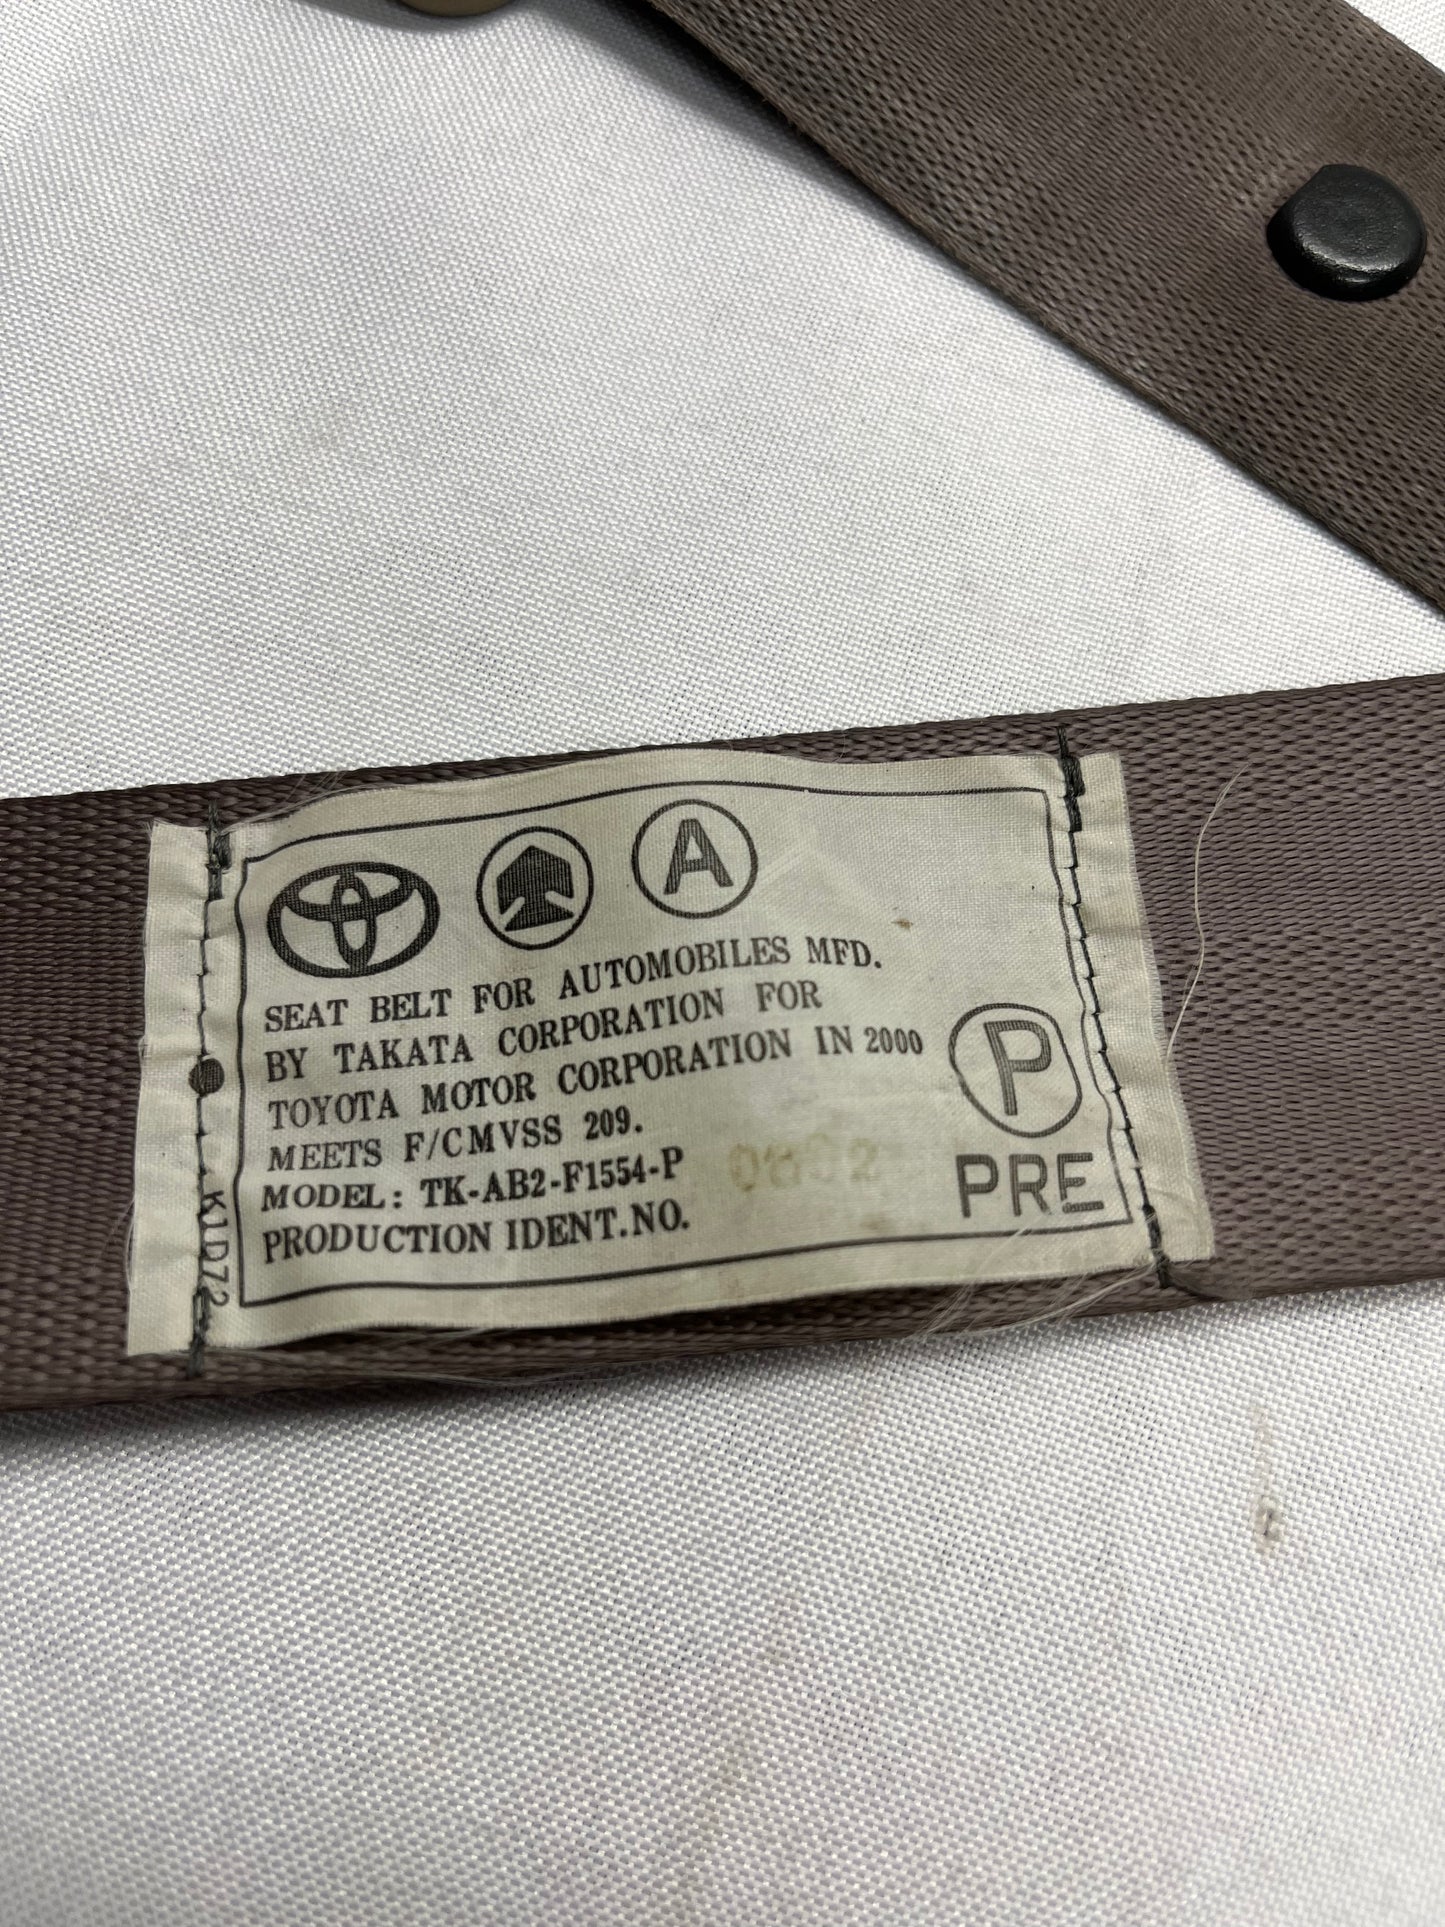 A
SEAT BELT FOR AUTOMOBILES MFD.
BY TAKATA CORPORATION FOR
TOYOTA MOTOR CORPORATION IN 2000
MEETS F/CMVSS 209.
MODEL: TK-AB2-F1554-P
PRODUCTION IDENT.NO.
P
PRE
K1D72